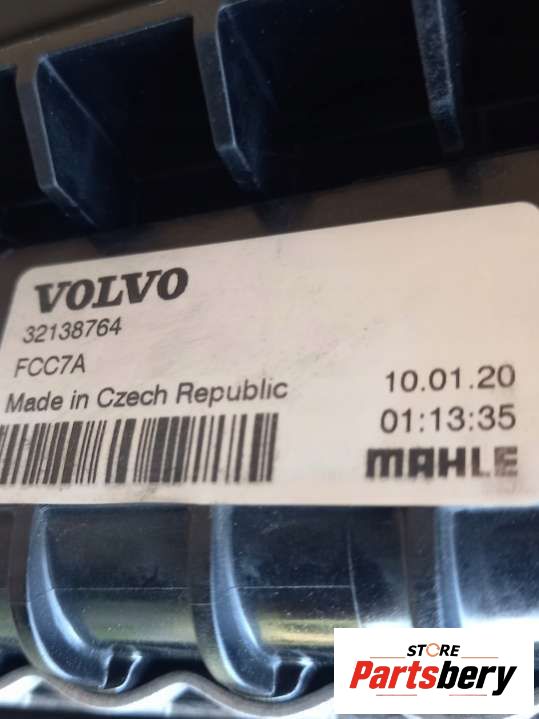 VOLVO
32138764
FCC7A
Made in Czech Republic
10.01.20
01:13:35
MAHLE
STORE
Partsbery